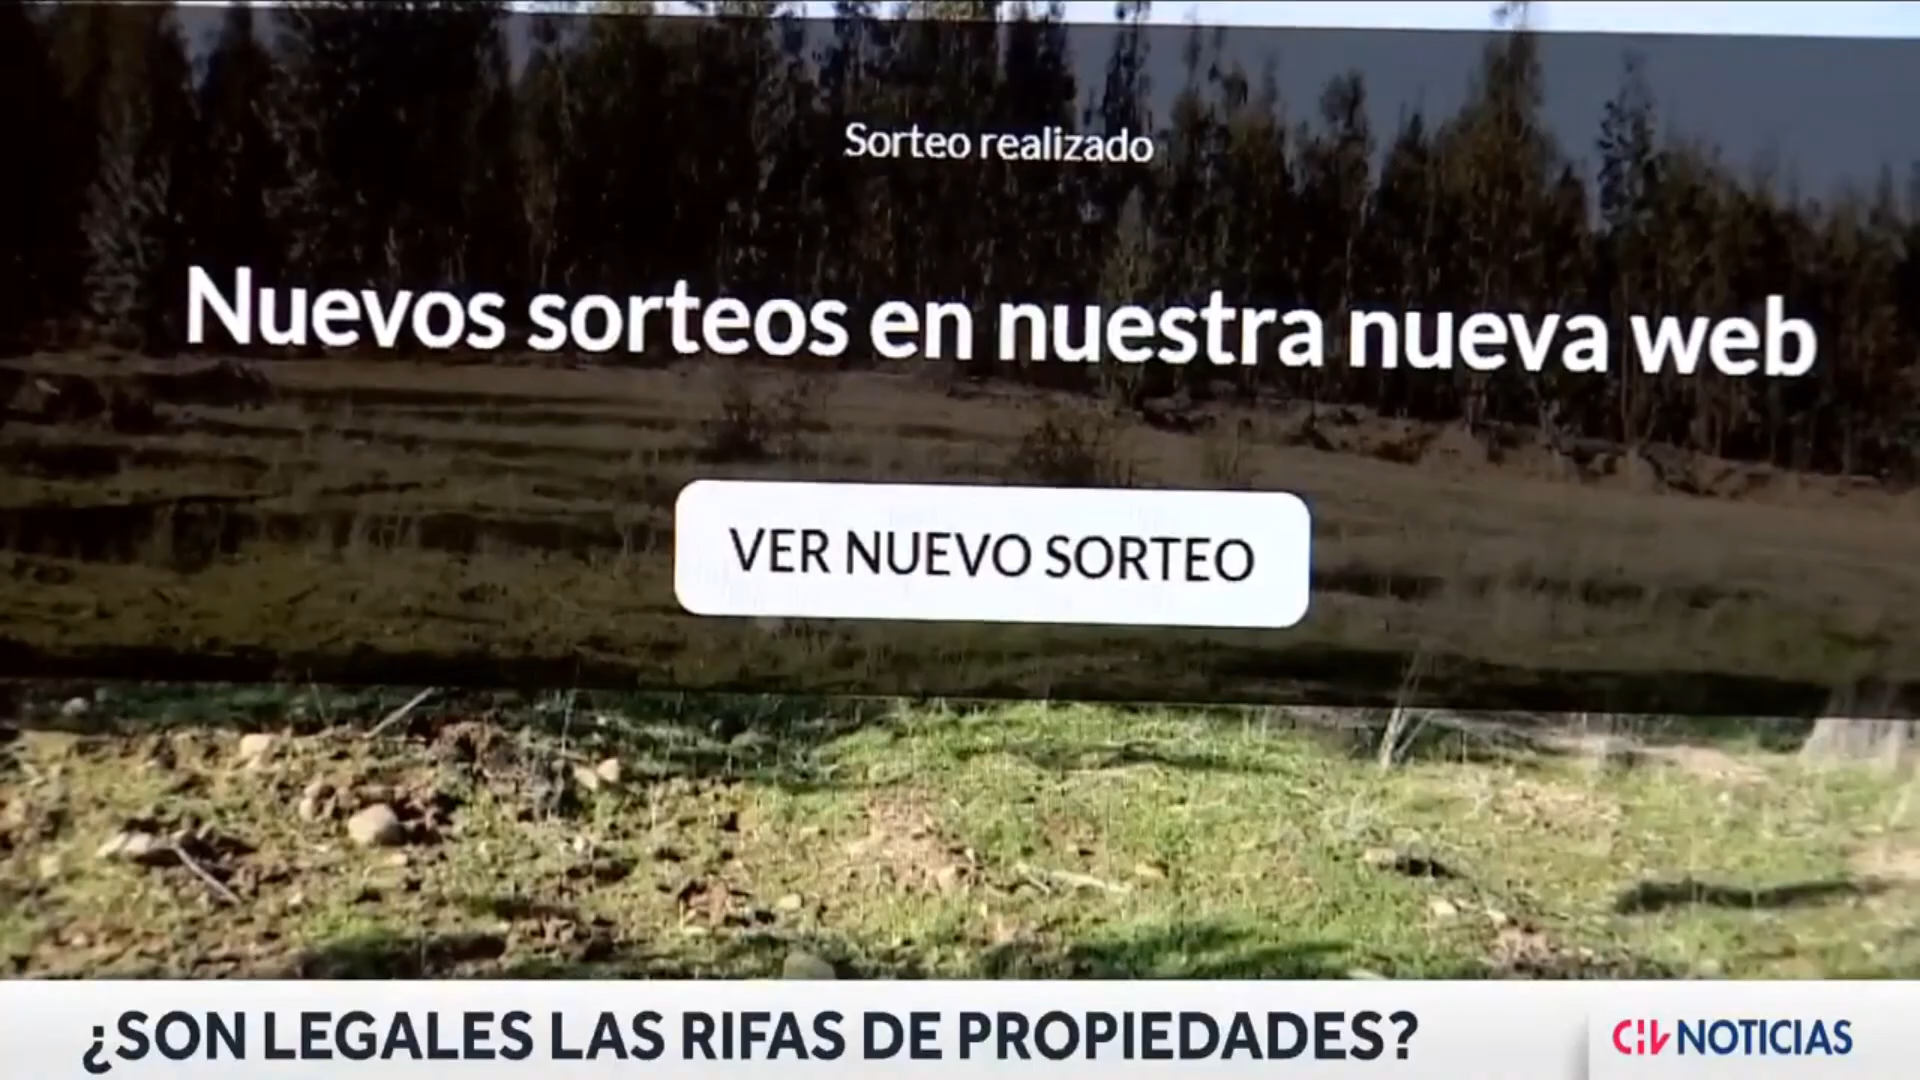 Sorteo realizado
Nuevos sorteos en nuestra nueva web
VER NUEVO SORTEO
¿SON LEGALES LAS RIFAS DE PROPIEDADES?
CHV NOTICIAS